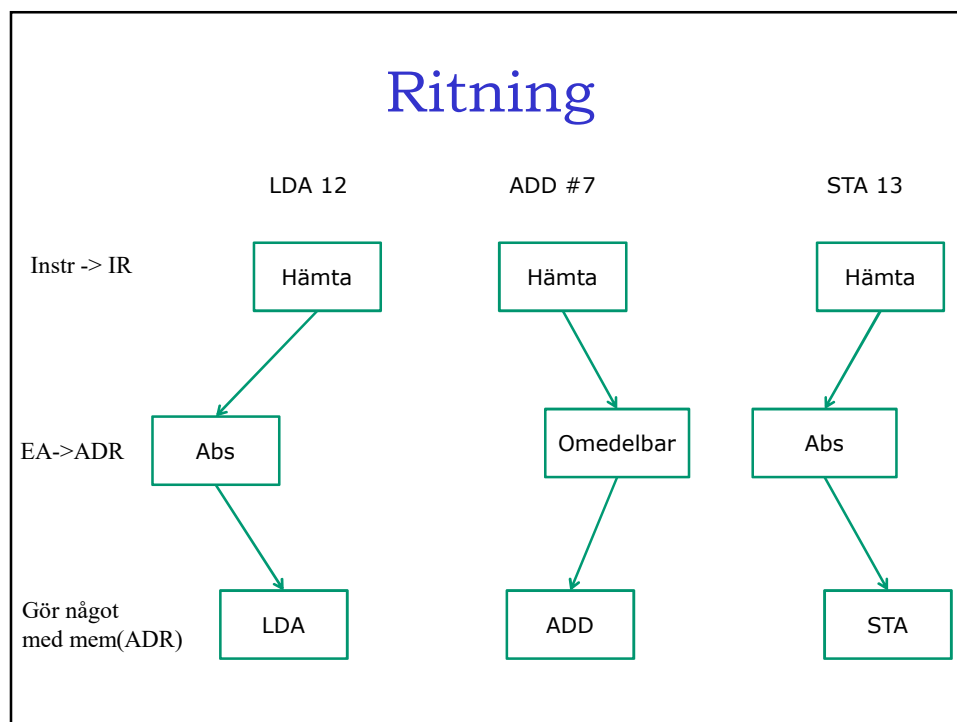 Ritning
LDA 12
ADD #7
STA 13
Instr -> IR
Hämta
Hämta
Hämta
EA->ADR
Abs
Omedelbar
Abs
Gör något
med mem(ADR)
LDA
ADD
STA